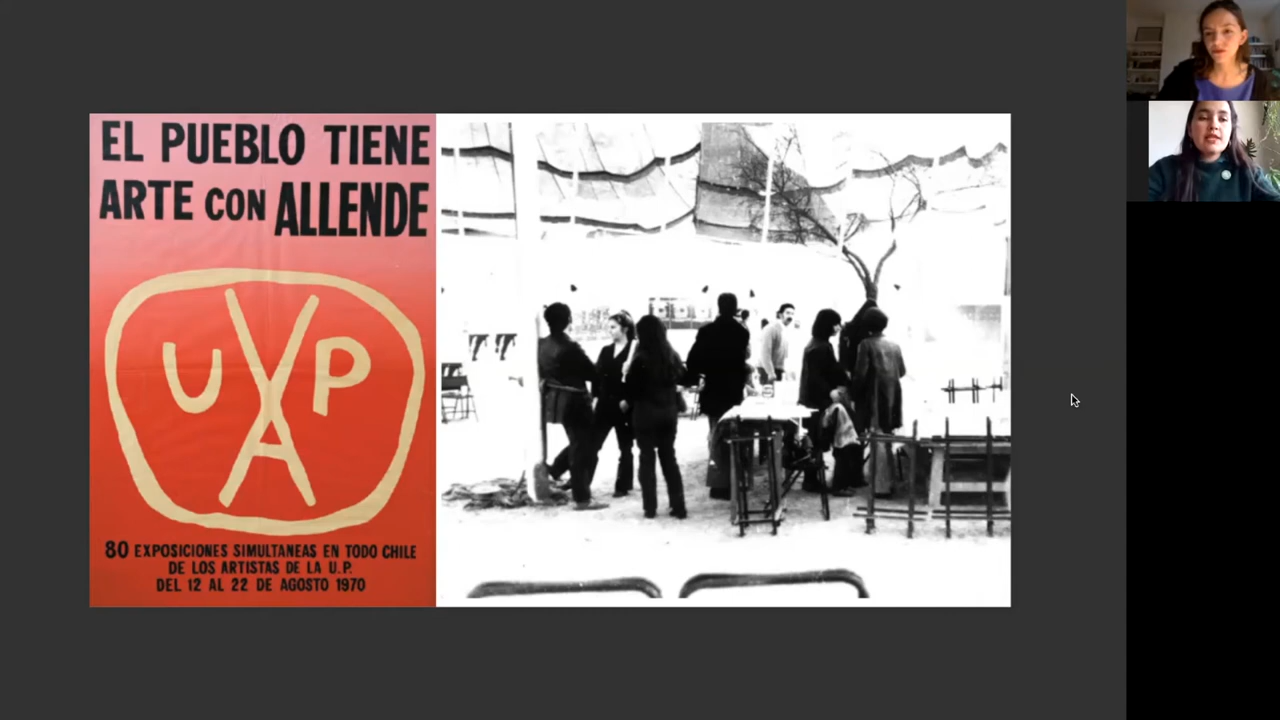 EL PUEBLO TIENE
ARTE CON ALLENDE
U P
A
80 EXPOSICIONES SIMULTANEAS EN TODO CHILE
DE LOS ARTISTAS DE LA U.P.
DEL 12 AL 22 DE AGOSTO 1970